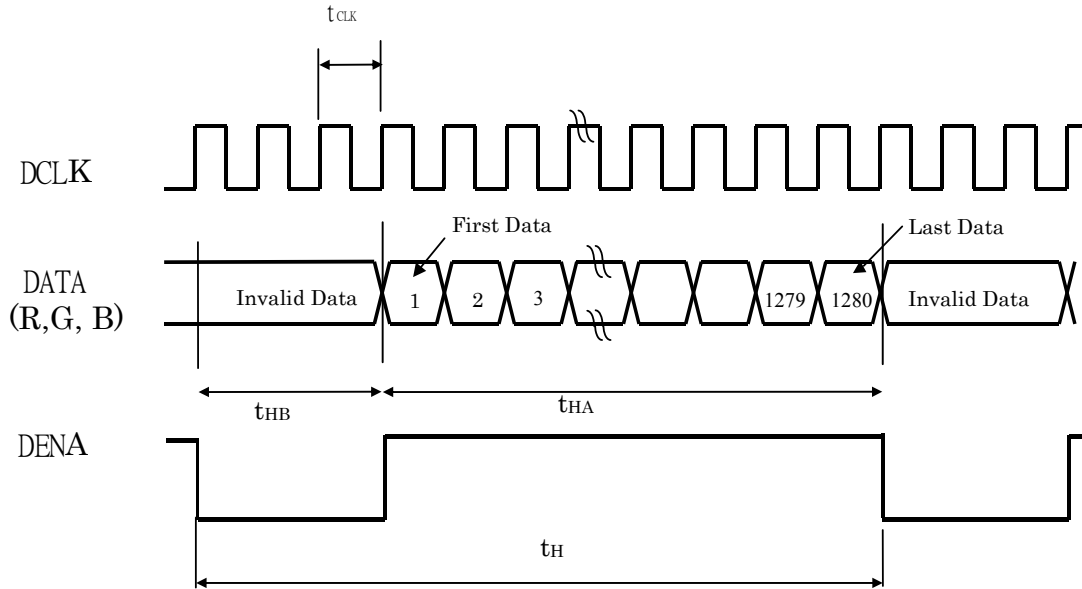 tCLK
DCLK
First Data
Last Data
DATA
(R,G, B)
Invalid Data
1
2
3
1279
1280
Invalid Data
tHB
tHA
DENA
tH